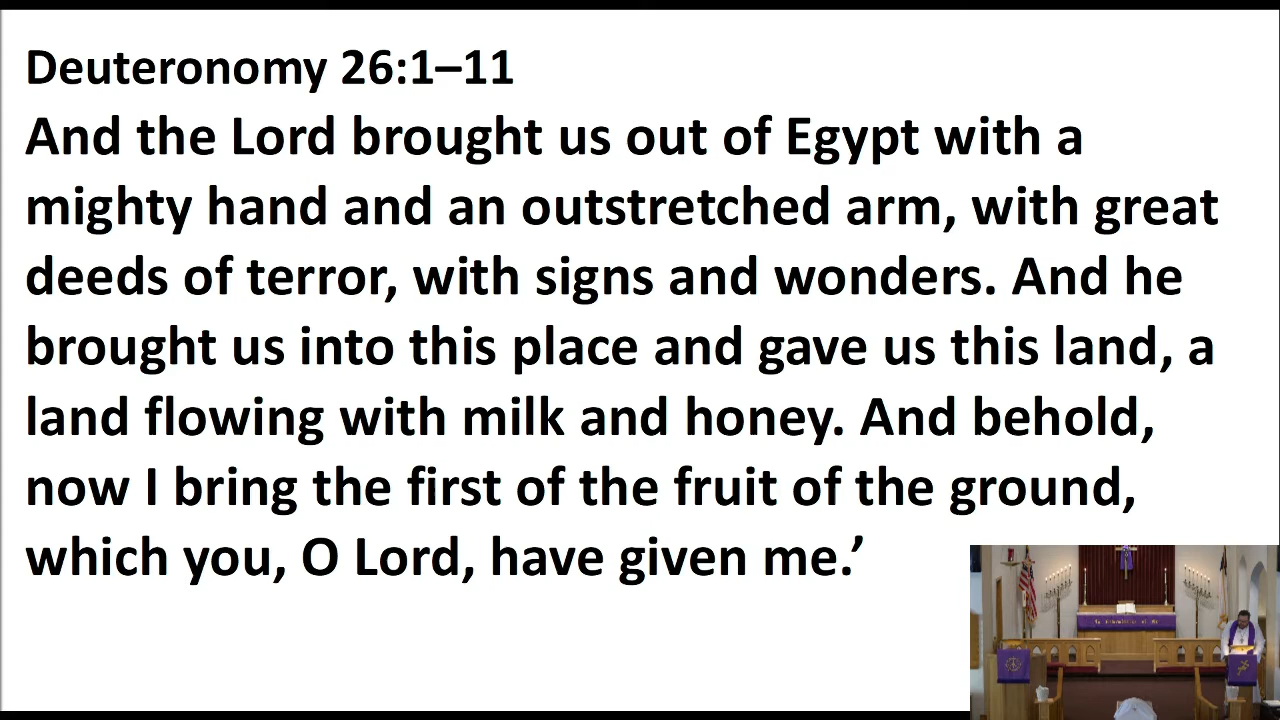 Deuteronomy 26:1–11
And the Lord brought us out of Egypt with a
mighty hand and an outstretched arm, with great
deeds of terror, with signs and wonders. And he
brought us into this place and gave us this land, a
land flowing with milk and honey. And behold,
now I bring the first of the fruit of the ground,
which you, O Lord, have given me.’